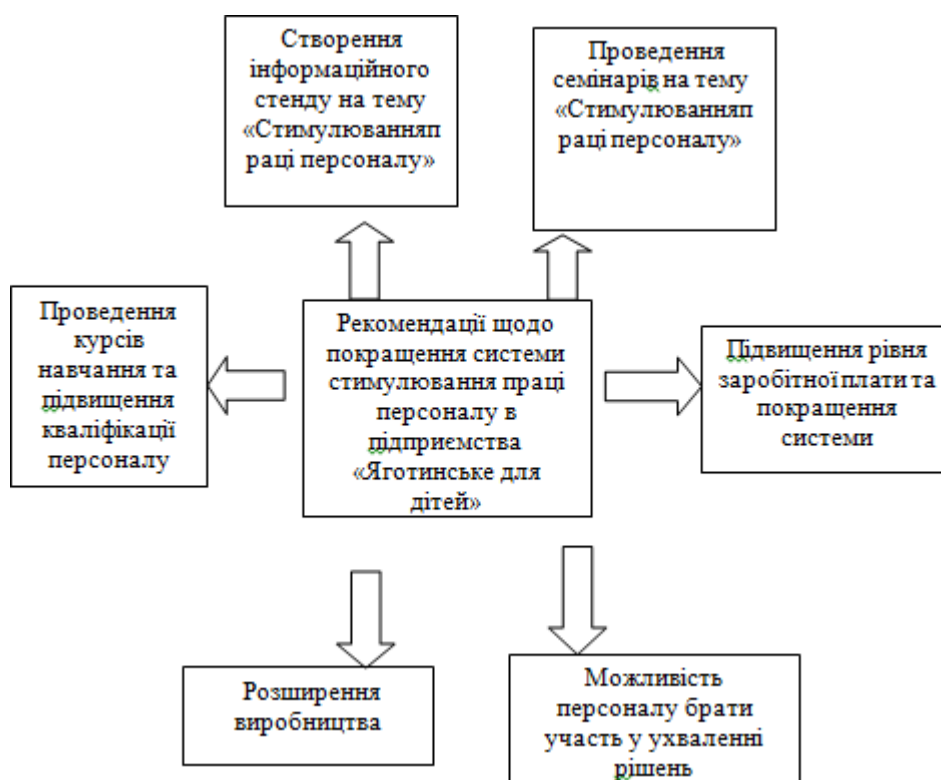 Створення
інформаційного
стенду на тему
«Стимулюванняп
раці персоналу»
Проведення
семінарів на тему
«Стимулюванняп
раці персоналу»
Проведення
курсів
навчання та
підвищення
кваліфікації
персоналу
Рекомендації щодо
покращення системи
стимулювання праці
персоналу в
підприємства
«Яготинське для
дітей»
Підвищення рівня
заробітної плати та
покращення
системи
Розширення
виробництва
Можливість
персоналу брати
участь у ухваленні
рішень